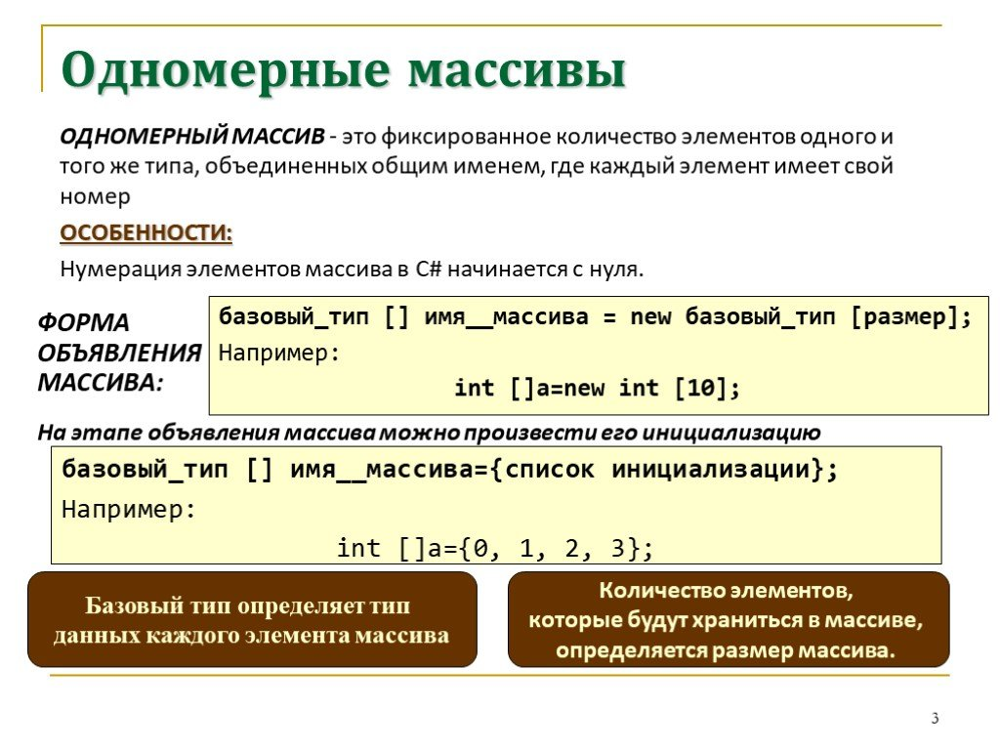 Одномерные массивы
ОДНОМЕРНЫЙ МАССИВ - это фиксированное количество элементов одного и
того же типа, объединенных общим именем, где каждый элемент имеет свой
номер
ОСОБЕННОСТИ:
Нумерация элементов массива в C# начинается с нуля.
ФОРМА
ОБЪЯВЛЕНИЯ
МАССИВА:
базовый_тип [] имя__массива = new базовый_тип [размер];
Например:
int []a=new int [10];
На этапе объявления массива можно произвести его инициализацию
базовый_тип [] имя__массива={список инициализации};
Например:
int []a={0, 1, 2, 3};
Базовый тип определяет тип
данных каждого элемента массива
Количество элементов,
которые будут храниться в массиве,
определяется размер массива.
3